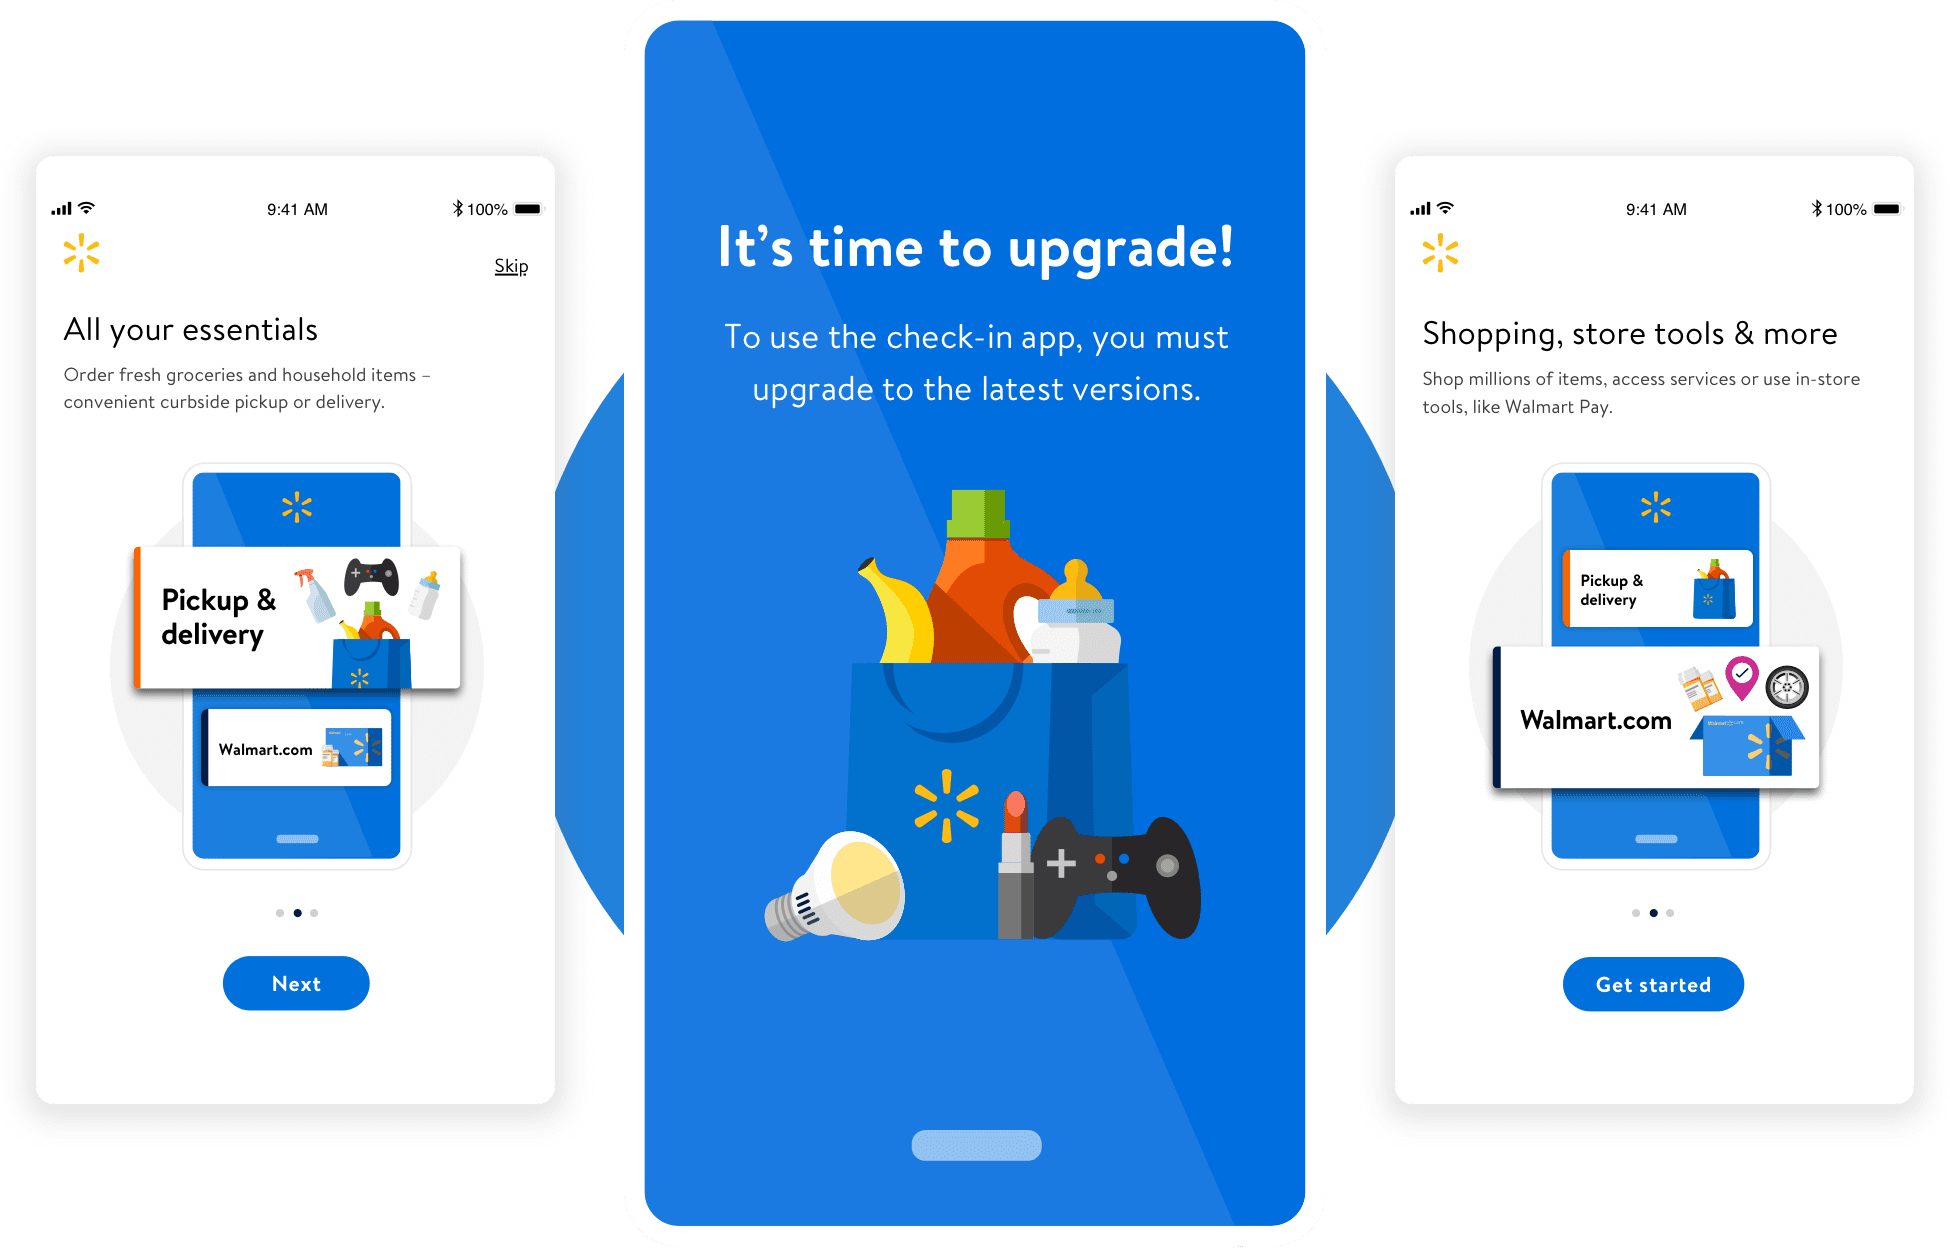 9:41 AM
100%
Skip
All your essentials
Order fresh groceries and household items –
convenient curbside pickup or delivery.
Pickup &
delivery
Walmart.com
Next
It’s time to upgrade!
To use the check-in app, you must
upgrade to the latest versions.
9:41 AM
100%
Shopping, store tools & more
Shop millions of items, access services or use in-store
tools, like Walmart Pay.
Pickup &
delivery
Walmart.com
Get started